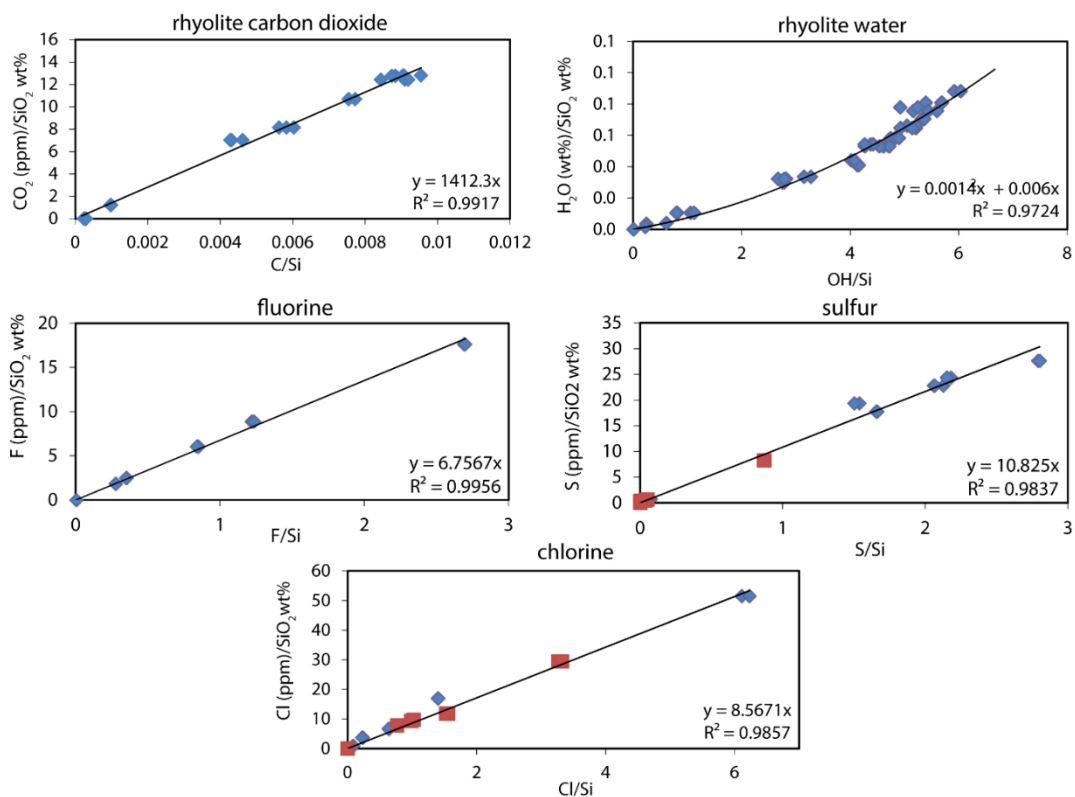 rhyolite carbon dioxide
CO₂ (ppm)/SiO₂ wt%
16
14
12
10
8
6
4
2
0
0
0.002
0.004
0.006
0.008
0.01
0.012
C/Si
y = 1412.3x
R² = 0.9917
rhyolite water
H₂O (wt%)/SiO₂ wt%
0.1
0.1
0.1
0.1
0.0
0.0
0.0
0
2
4
6
8
OH/Si
y = 0.0014x² + 0.006x
R² = 0.9724
fluorine
F (ppm)/SiO₂ wt%
20
15
10
5
0
0
1
2
3
F/Si
y = 6.7567x
R² = 0.9956
sulfur
S (ppm)/SiO2 wt%
35
30
25
20
15
10
5
0
0
1
2
3
S/Si
y = 10.825x
R² = 0.9837
chlorine
Cl (ppm)/SiO₂ wt%
60
50
40
30
20
10
0
0
2
4
6
Cl/Si
y = 8.5671x
R² = 0.9857